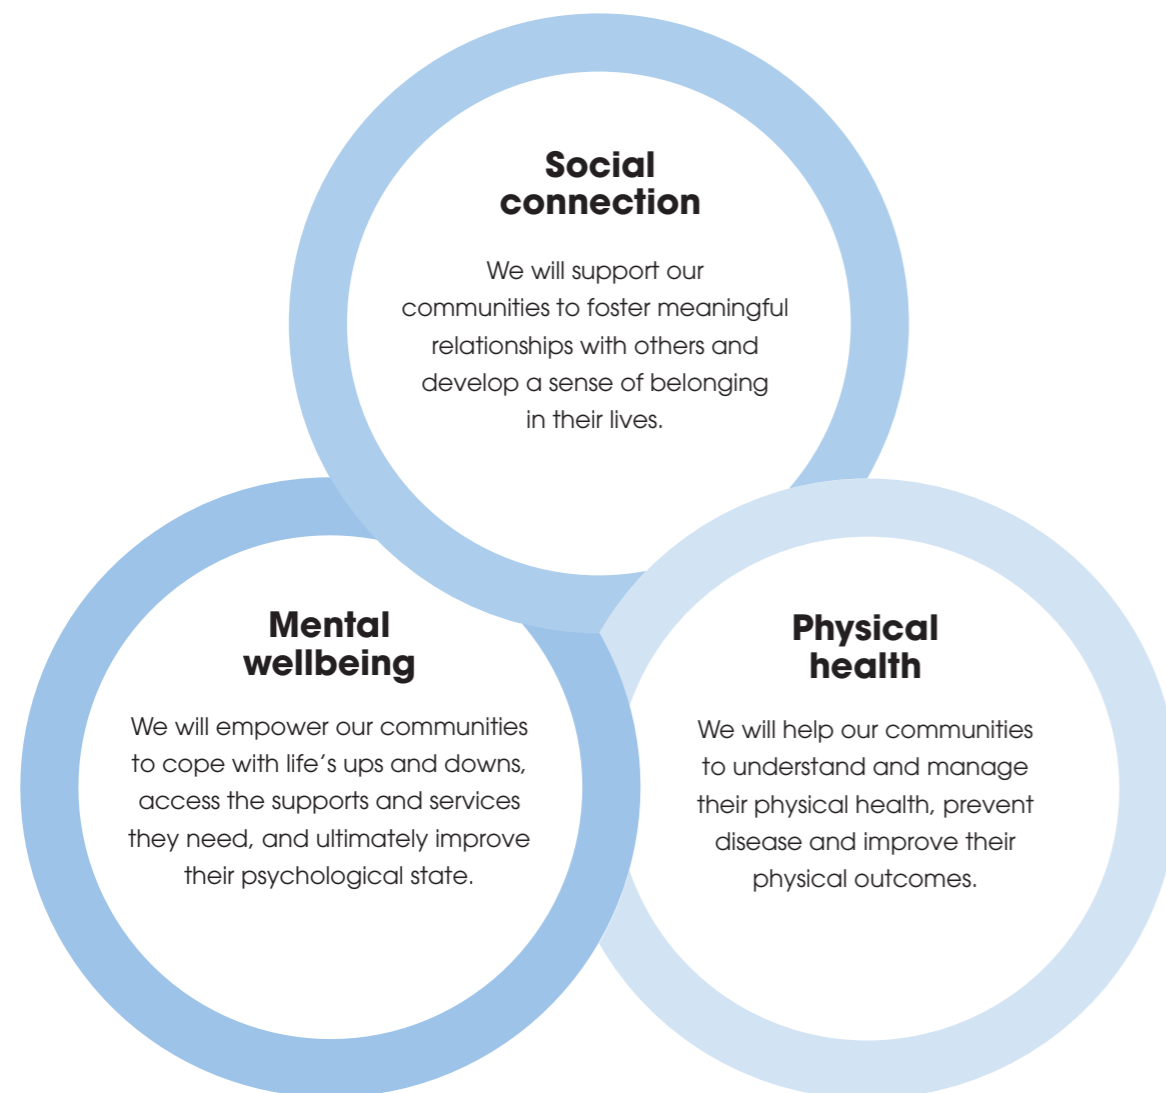 Social
connection
We will support our
communities to foster meaningful
relationships with others and
develop a sense of belonging
in their lives.
Mental
wellbeing
We will empower our communities
to cope with life’s ups and downs,
access the supports and services
they need, and ultimately improve
their psychological state.
Physical
health
We will help our communities
to understand and manage
their physical health, prevent
disease and improve their
physical outcomes.